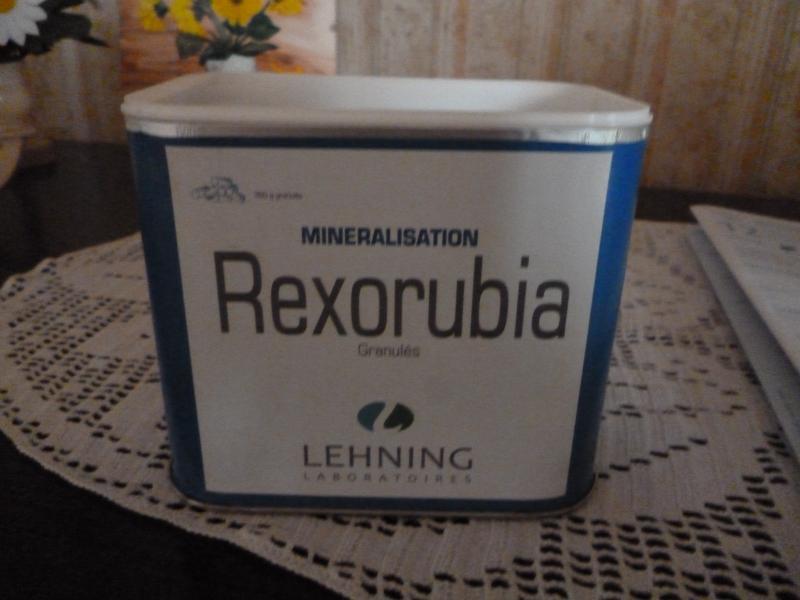 MINERALISATION
Rexorubia
Granulés
LEHNING
LABORATOIRES